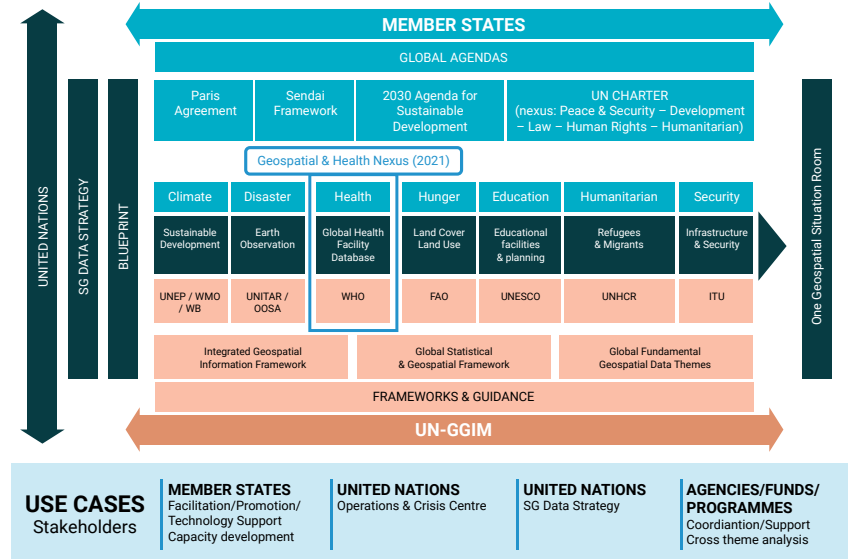 MEMBER STATES
GLOBAL AGENDAS
UNITED NATIONS
SG DATA STRATEGY
BLUEPRINT
Paris
Agreement
Sendai
Framework
2030 Agenda for
Sustainable
Development
UN CHARTER
(nexus: Peace & Security – Development
– Law – Human Rights – Humanitarian)
Geospatial & Health Nexus (2021)
Climate
Disaster
Health
Hunger
Education
Humanitarian
Security
Sustainable
Development
Earth
Observation
Global Health
Facility
Database
Land Cover
Land Use
Educational
facilities
& planning
Refugees
& Migrants
Infrastructure
& Security
UNEP / WMO
/ WB
UNITAR /
OOSA
WHO
FAO
UNESCO
UNHCR
ITU
One Geospatial Situation Room
Integrated Geospatial
Information Framework
Global Statistical
& Geospatial Framework
Global Fundamental
Geospatial Data Themes
FRAMEWORKS & GUIDANCE
UN-GGIM
USE CASES
Stakeholders
MEMBER STATES
Facilitation/Promotion/
Technology Support
Capacity development
UNITED NATIONS
Operations & Crisis Centre
UNITED NATIONS
SG Data Strategy
AGENCIES/FUNDS/
PROGRAMMES
Coordiantion/Support
Cross theme analysis